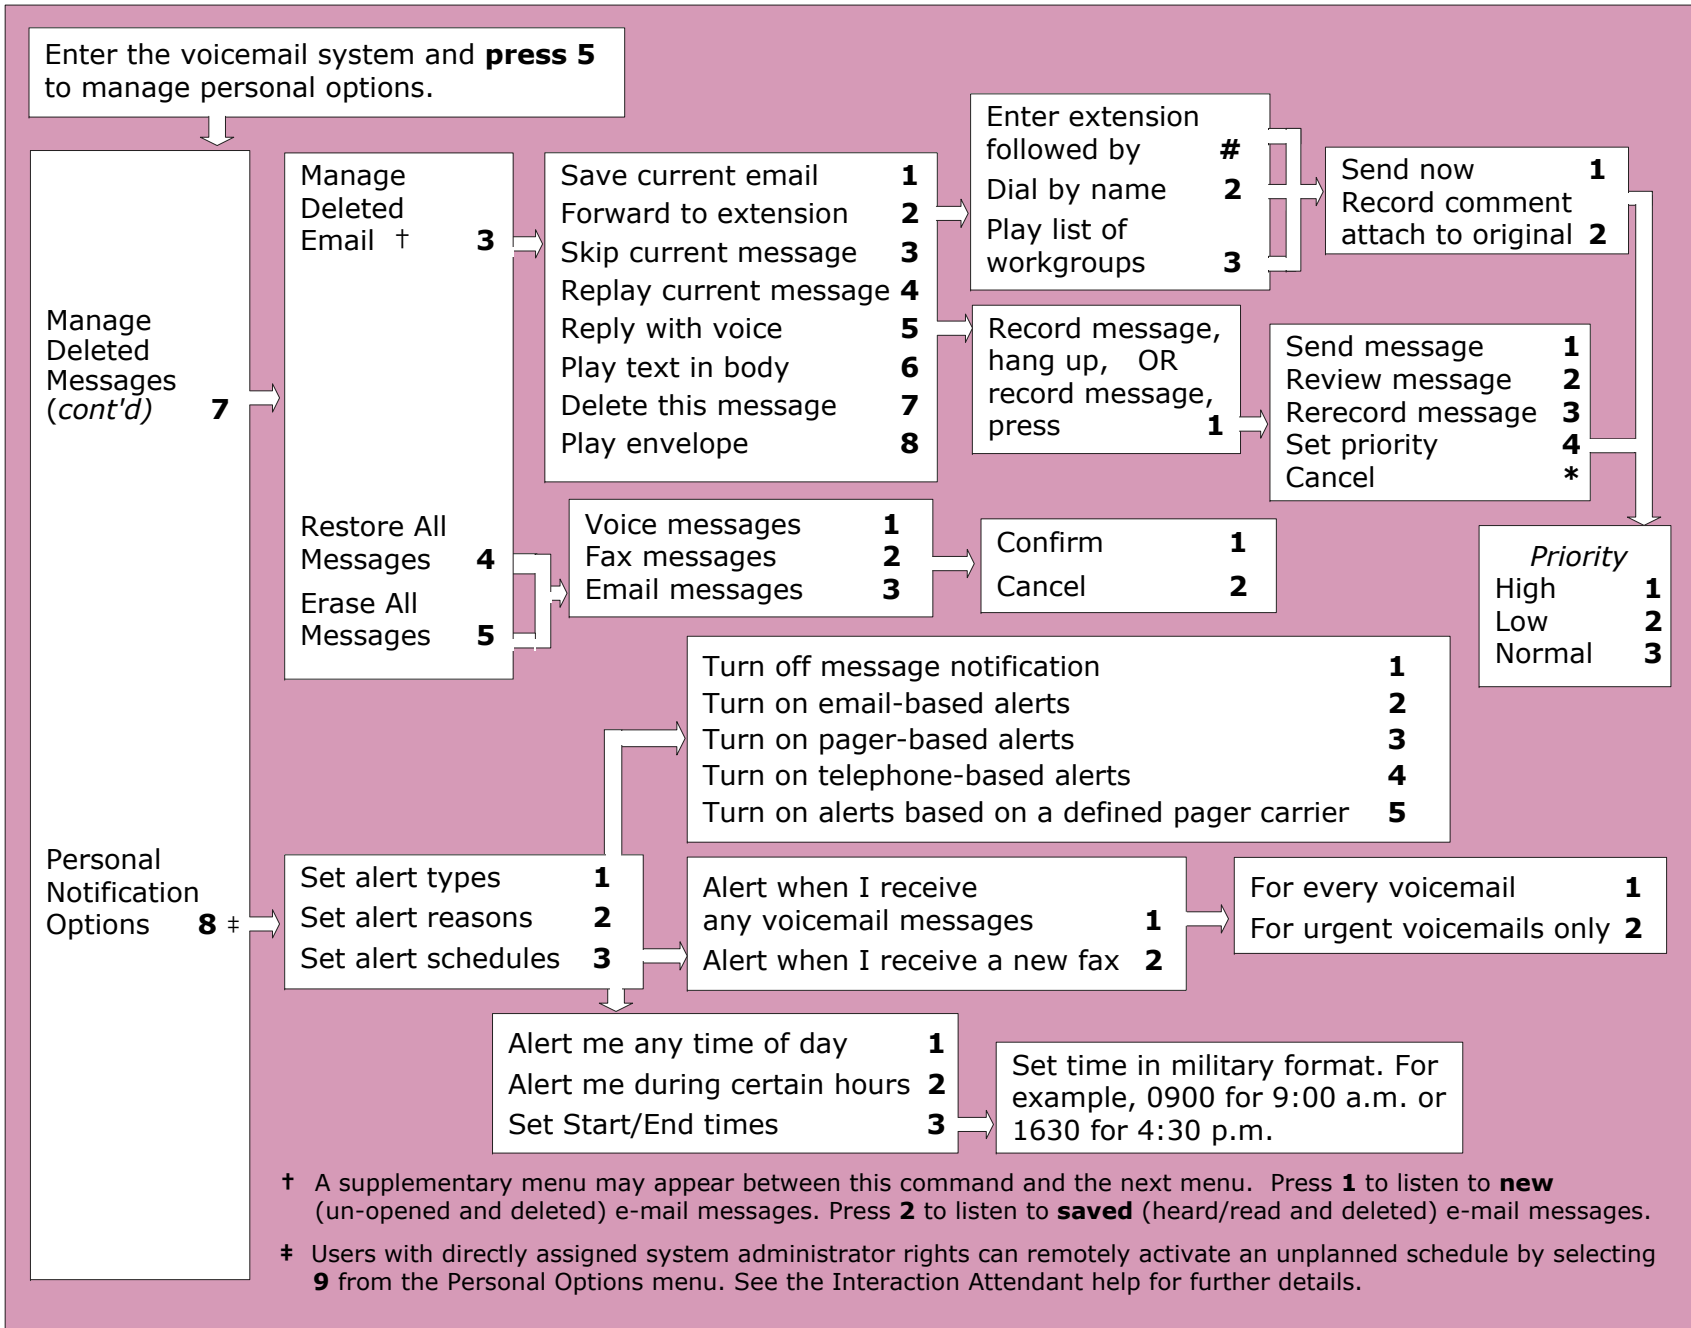 Enter the voicemail system and press 5
to manage personal options.
Manage
Deleted
Messages
(cont'd) 7
Manage
Deleted
Email † 3
Save current email 1
Forward to extension 2
Skip current message 3
Replay current message 4
Reply with voice 5
Play text in body 6
Delete this message 7
Play envelope 8
Enter extension
followed by #
Dial by name 2
Play list of
workgroups 3
Send now 1
Record comment
attach to original 2
Record message,
hang up, OR
record message,
press 1
Send message 1
Review message 2
Rerecord message 3
Set priority 4
Cancel *
Priority
High 1
Low 2
Normal 3
Restore All
Messages 4
Erase All
Messages 5
Voice messages 1
Fax messages 2
Email messages 3
Confirm 1
Cancel 2
Personal
Notification
Options 8 ‡
Set alert types 1
Set alert reasons 2
Set alert schedules 3
Turn off message notification 1
Turn on email-based alerts 2
Turn on pager-based alerts 3
Turn on telephone-based alerts 4
Turn on alerts based on a defined pager carrier 5
Alert when I receive
any voicemail messages 1
Alert when I receive a new fax 2
For every voicemail 1
For urgent voicemails only 2
Alert me any time of day 1
Alert me during certain hours 2
Set Start/End times 3
Set time in military format. For
example, 0900 for 9:00 a.m. or
1630 for 4:30 p.m.
† A supplementary menu may appear between this command and the next menu. Press 1 to listen to new
(un-opened and deleted) e-mail messages. Press 2 to listen to saved (heard/read and deleted) e-mail messages.
‡ Users with directly assigned system administrator rights can remotely activate an unplanned schedule by selecting
9 from the Personal Options menu. See the Interaction Attendant help for further details.